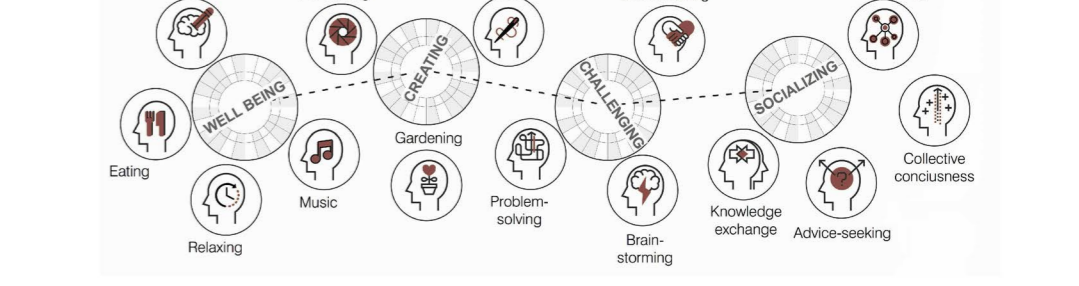 WELL BEING
CREATING
CHALLENGING
SOCIALIZING
Eating
Relaxing
Music
Gardening
Problem-
solving
Brain-
storming
Knowledge
exchange
Advice-seeking
Collective
conciusness
?